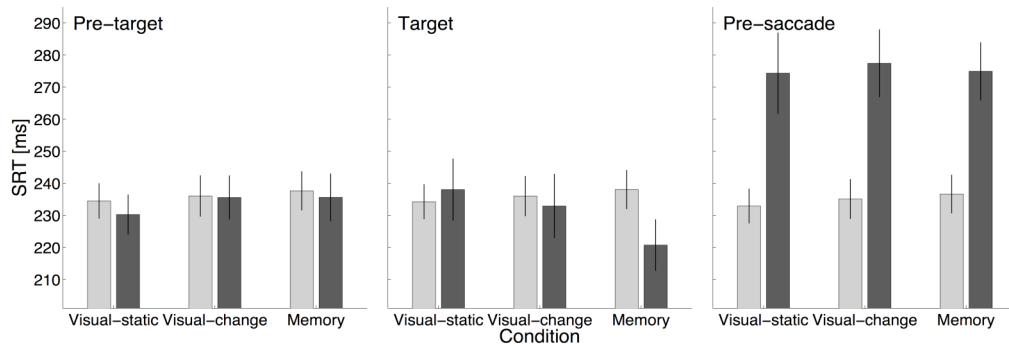 Pre−target
Target
Pre−saccade
SRT [ms]
290
280
270
260
250
240
230
220
210
Visual−static Visual−change Memory
Visual−static Visual−change Memory
Visual−static Visual−change Memory
Condition